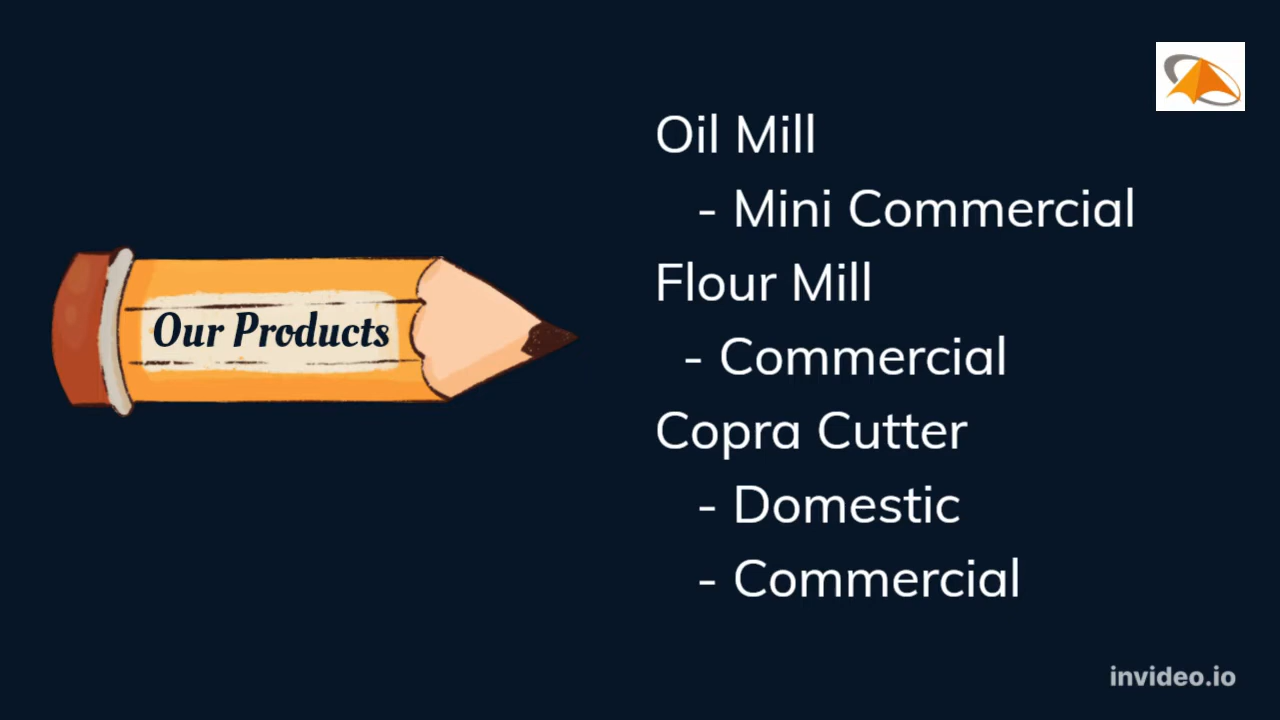 Our Products
Oil Mill
- Mini Commercial
Flour Mill
- Commercial
Copra Cutter
- Domestic
- Commercial
invideo.io